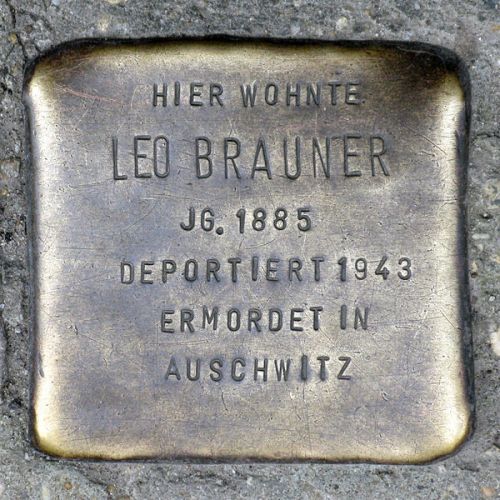 HIER WOHNTE
LEO BRAUNER
JG. 1885
DEPORTIERT 1943
ERMORDET IN
AUSCHWITZ